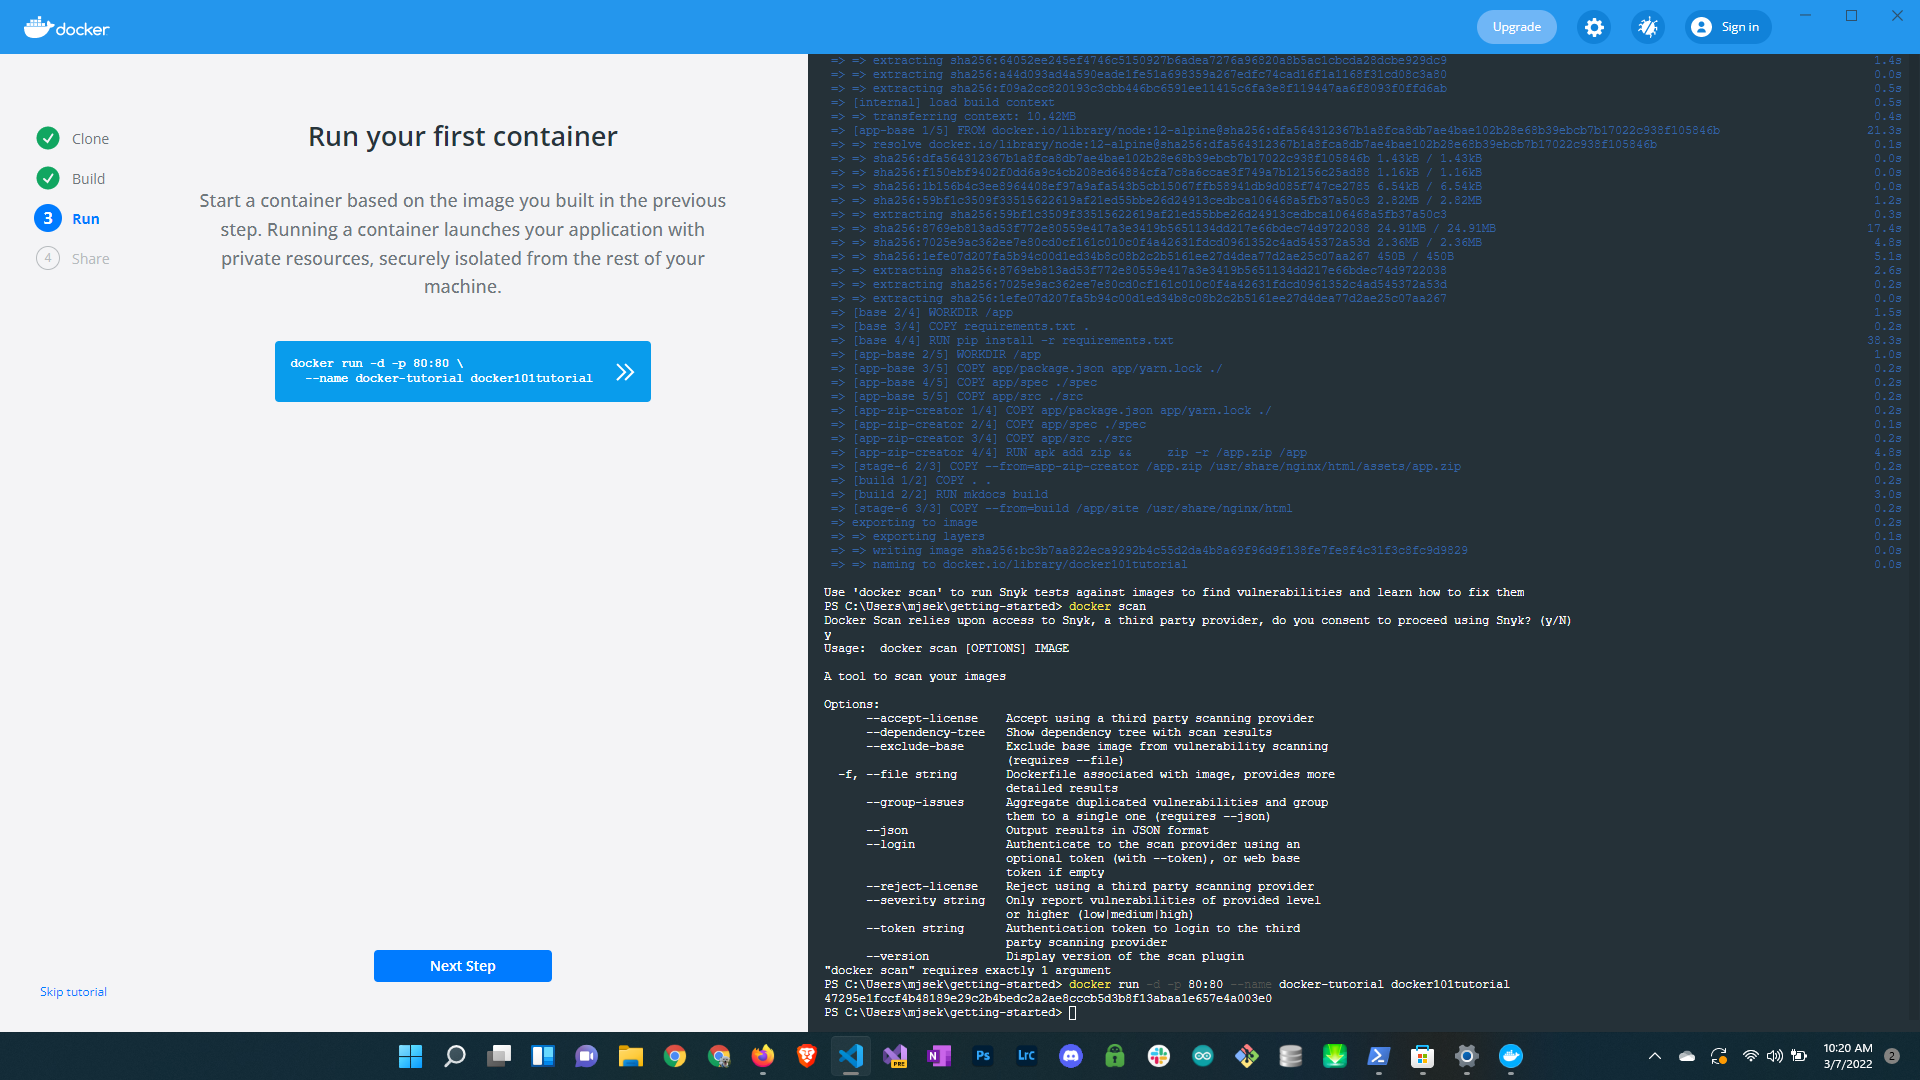 docker
Upgrade
Sign in
Clone
Build
3 Run
4 Share
Run your first container
Start a container based on the image you built in the previous
step. Running a container launches your application with
private resources, securely isolated from the rest of your
machine.
docker run -d -p 80:80 \
--name docker-tutorial docker101tutorial
Next Step
Skip tutorial
=> => extracting sha256:64052ee245ef4746c5150927b6adea7276a96820a8b5ac1cbcda28dcbe929dc9 1.4s
=> => extracting sha256:a44d093ad4a590eade1fe51a698359a267edfc74cad16f1a1168f31cd08c3a80 0.0s
=> => extracting sha256:f09a2cc820193c3cbb446bc6591ee11415c6fa3e8f119447aa6f8093f0ffd6ab 0.5s
=> [internal] load build context 0.5s
=> => transferring context: 10.42MB 0.4s
=> [app-base 1/5] FROM docker.io/library/node:12-alpine@sha256:dfa564312367b1a8fca8db7ae4bae102b28e68b39ebcb7b17022c938f105846b 21.3s
=> => resolve docker.io/library/node:12-alpine@sha256:dfa564312367b1a8fca8db7ae4bae102b28e68b39ebcb7b17022c938f105846b 0.1s
=> => sha256:dfa564312367b1a8fca8db7ae4bae102b28e68b39ebcb7b17022c938f105846b 1.43kB / 1.43kB 0.0s
=> => sha256:f150ebf9402f0dd6a9c4cb208ed64884cfa7c8a6ccae3f749a7b12156c25ad88 1.16kB / 1.16kB 0.0s
=> => sha256:1b156b4c3ee8964408ef97a9afa543b5cb15067ffb58941db9d085f747ce2785 6.54kB / 6.54kB 0.0s
=> => sha256:59bf1c3509f33515622619af21ed55bbe26d24913cedbca106468a5fb37a50c3 2.82MB / 2.82MB 1.2s
=> => extracting sha256:59bf1c3509f33515622619af21ed55bbe26d24913cedbca106468a5fb37a50c3 0.3s
=> => sha256:8769eb813ad53f772e80559e417a3e3419b5651134dd217e66bdec74d9722038 24.91MB / 24.91MB 17.4s
=> => sha256:7025e9ac362ee7e80cd0cf161c010c0f4a42631fdcd0961352c4ad545372a53d 2.36MB / 2.36MB 4.8s
=> => sha256:1efe07d207fa5b94c00d1ed34b8c08b2c2b5161ee27d4dea77d2ae25c07aa267 450B / 450B 5.1s
=> => extracting sha256:8769eb813ad53f772e80559e417a3e3419b5651134dd217e66bdec74d9722038 2.6s
=> => extracting sha256:7025e9ac362ee7e80cd0cf161c010c0f4a42631fdcd0961352c4ad545372a53d 0.2s
=> => extracting sha256:1efe07d207fa5b94c00d1ed34b8c08b2c2b5161ee27d4dea77d2ae25c07aa267 0.0s
=> [base 2/4] WORKDIR /app 1.5s
=> [base 3/4] COPY requirements.txt . 0.2s
=> [base 4/4] RUN pip install -r requirements.txt 38.3s
=> [app-base 2/5] WORKDIR /app 1.0s
=> [app-base 3/5] COPY app/package.json app/yarn.lock ./ 0.2s
=> [app-base 4/5] COPY app/spec ./spec 0.2s
=> [app-base 5/5] COPY app/src ./src 0.2s
=> [app-zip-creator 1/4] COPY app/package.json app/yarn.lock ./ 0.2s
=> [app-zip-creator 2/4] COPY app/spec ./spec 0.1s
=> [app-zip-creator 3/4] COPY app/src ./src 0.2s
=> [app-zip-creator 4/4] RUN apk add zip && zip -r /app.zip /app 4.8s
=> [stage-6 2/3] COPY --from=app-zip-creator /app.zip /usr/share/nginx/html/assets/app.zip 0.2s
=> [build 1/2] COPY . . 0.2s
=> [build 2/2] RUN mkdocs build 3.0s
=> [stage-6 3/3] COPY --from=build /app/site /usr/share/nginx/html 0.2s
=> exporting to image 0.2s
=> => exporting layers 0.1s
=> => writing image sha256:bc3b7aa822eca9292b4c55d2da4b8a69f96d9f138fe7fe8f4c31f3c8fc9d9829 0.0s
=> => naming to docker.io/library/docker101tutorial 0.0s
Use 'docker scan' to run Snyk tests against images to find vulnerabilities and learn how to fix them
PS C:\Users\mjsek\getting-started> docker scan
Docker Scan relies upon access to Snyk, a third party provider, do you consent to proceed using Snyk? (y/N)
y
Usage: docker scan [OPTIONS] IMAGE
A tool to scan your images
Options:
--accept-license Accept using a third party scanning provider
--dependency-tree Show dependency tree with scan results
--exclude-base Exclude base image from vulnerability scanning
(requires --file)
-f, --file string Dockerfile associated with image, provides more
detailed results
--group-issues Aggregate duplicated vulnerabilities and group
them to a single one (requires --json)
--json Output results in JSON format
--login Authenticate to the scan provider using an
optional token (with --token), or web base
token if empty
--reject-license Reject using a third party scanning provider
--severity string Only report vulnerabilities of provided level
or higher (low|medium|high)
--token string Authentication token to login to the third
party scanning provider
--version Display version of the scan plugin
"docker scan" requires exactly 1 argument
PS C:\Users\mjsek\getting-started> docker run -d -p 80:80 --name docker-tutorial docker101tutorial
47295e1fccf4b48189e29c2b4bedc2a2ae8cccb5d3b8f13abaa1e657e4a003e0
PS C:\Users\mjsek\getting-started>
PRE
N
Ps
LrC
10:20 AM
3/7/2022
2